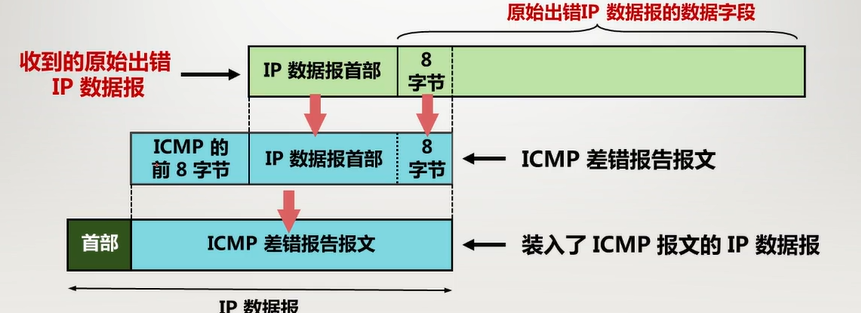 原始出错IP 数据报的数据字段
收到的原始出错
IP 数据报
IP 数据报首部
8
字节
ICMP 的
前 8 字节
IP 数据报首部
8
字节
ICMP 差错报告报文
首部
ICMP 差错报告报文
装入了 ICMP 报文的 IP 数据报
IP 数据报